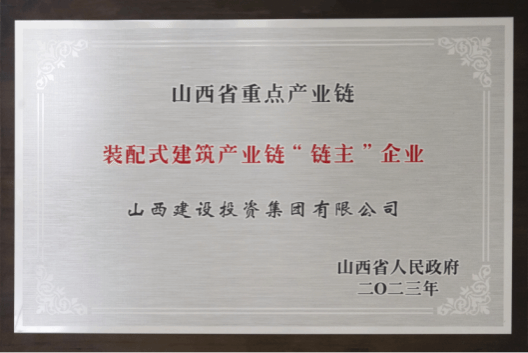 山西省重点产业链
装配式建筑产业链“链主”企业
山西建设投资集团有限公司
山西省人民政府
二〇二三年